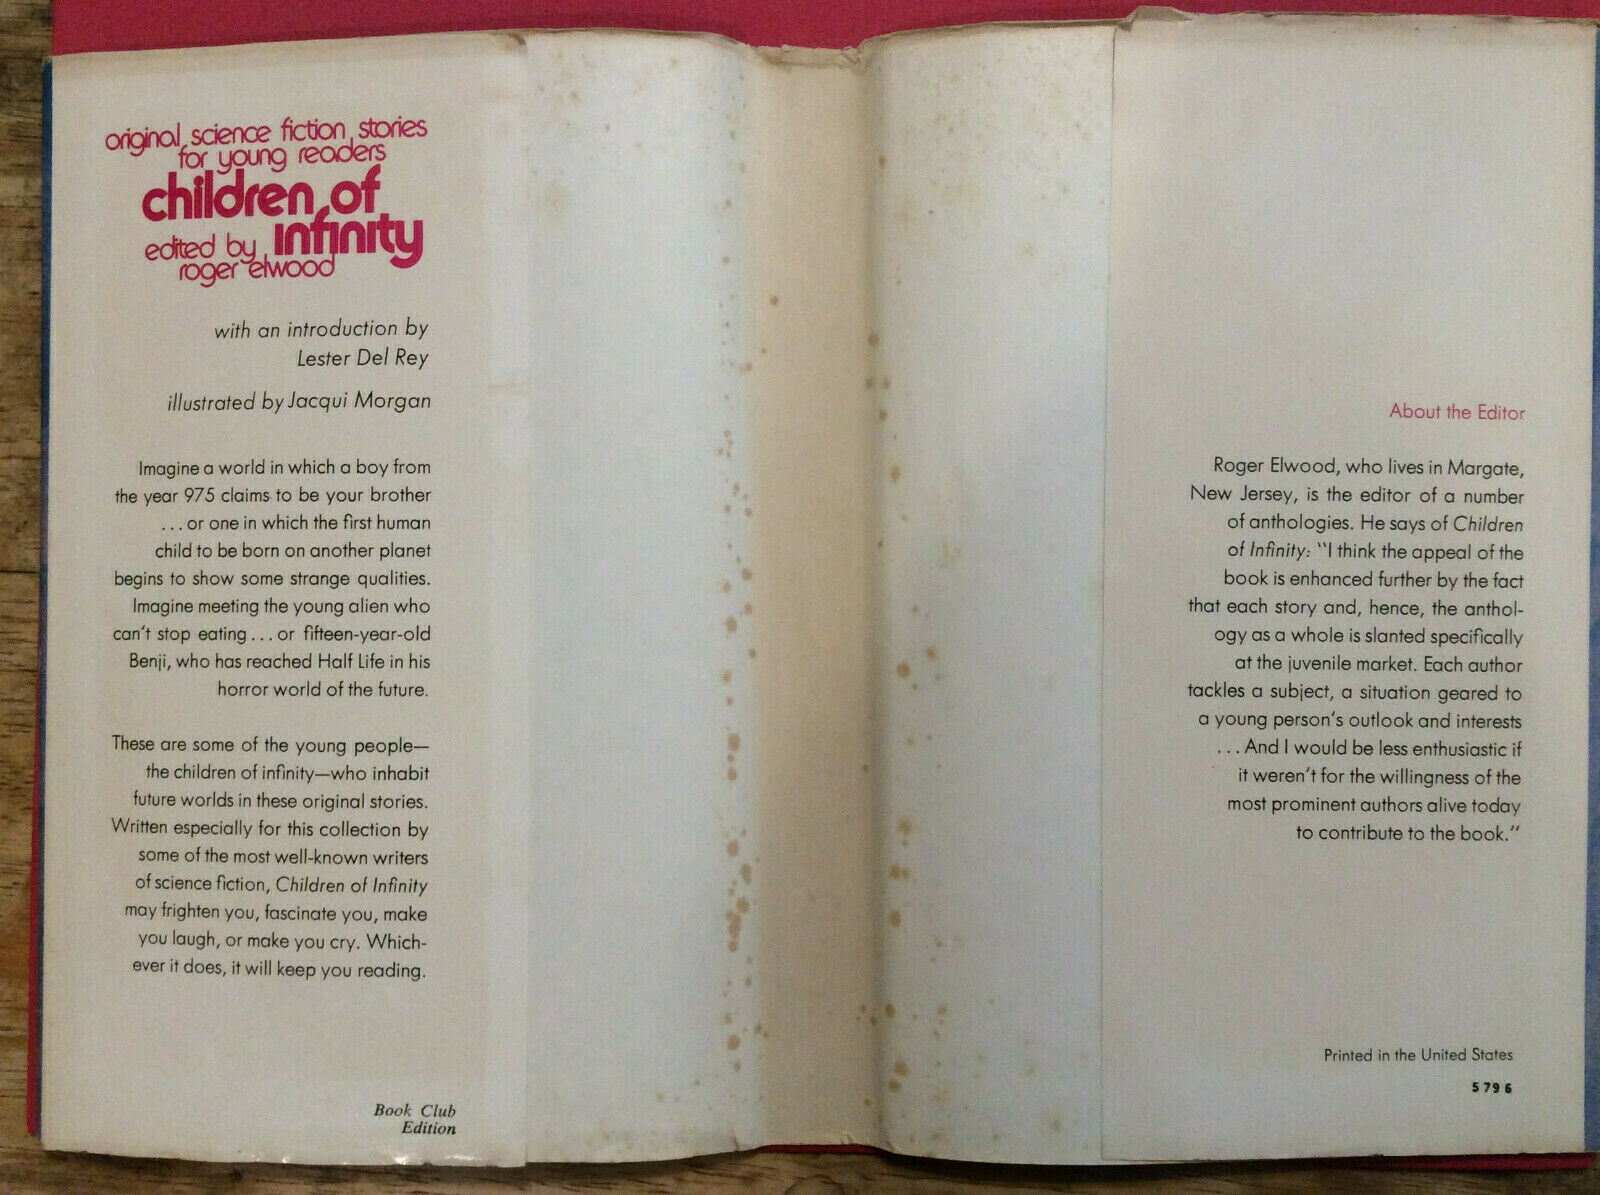 original science fiction stories
for young readers
children of
infinity
edited by
roger elwood
with an introduction by
Lester Del Rey
illustrated by Jacqui Morgan
Imagine a world in which a boy from
the year 975 claims to be your brother
...or one in which the first human
child to be born on another planet
begins to show some strange qualities.
Imagine meeting the young alien who
can't stop eating...or fifteen-year-old
Benji, who has reached Half Life in his
horror world of the future.
These are some of the young people—
the children of infinity—who inhabit
future worlds in these original stories.
Written especially for this collection by
some of the most well-known writers
of science fiction, Children of Infinity
may frighten you, fascinate you, make
you laugh, or make you cry. Which-
ever it does, it will keep you reading.
Book Club
Edition
About the Editor
Roger Elwood, who lives in Margate,
New Jersey, is the editor of a number
of anthologies. He says of Children
of Infinity: "I think the appeal of the
book is enhanced further by the fact
that each story and, hence, the anthol-
ogy as a whole is slanted specifically
at the juvenile market. Each author
tackles a subject, a situation geared to
a young person's outlook and interests
...And I would be less enthusiastic if
it weren't for the willingness of the
most prominent authors alive today
to contribute to the book."
Printed in the United States
5796